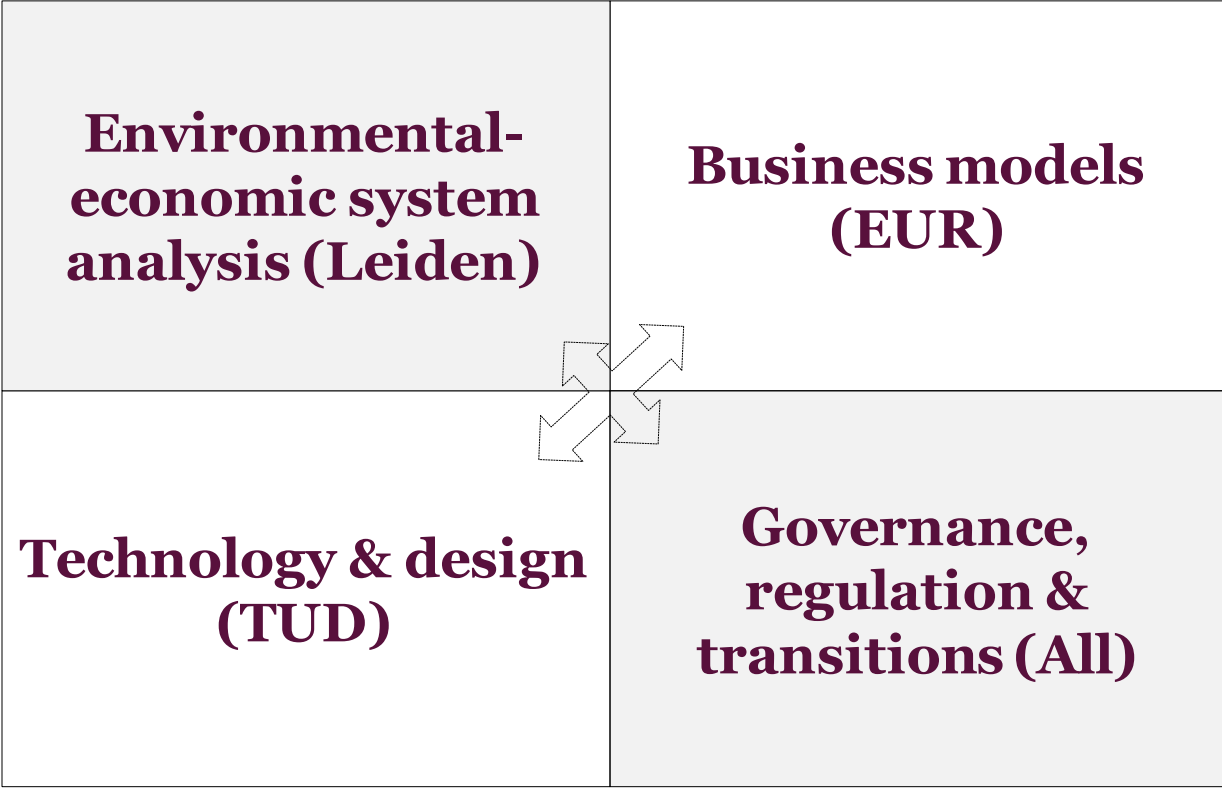 Environmental-
economic system
analysis (Leiden)
Business models
(EUR)
Technology & design
(TUD)
Governance,
regulation &
transitions (All)